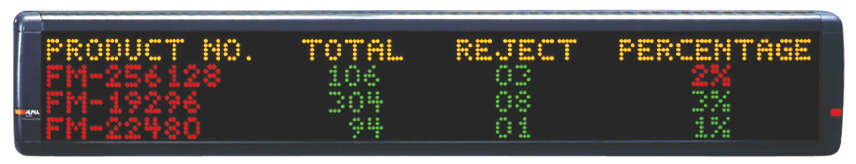 PRODUCT NO. TOTAL REJECT PERCENTAGE
FM-256128 106 03 2%
FM-19296 304 08 3%
FM-22480 94 01 1%